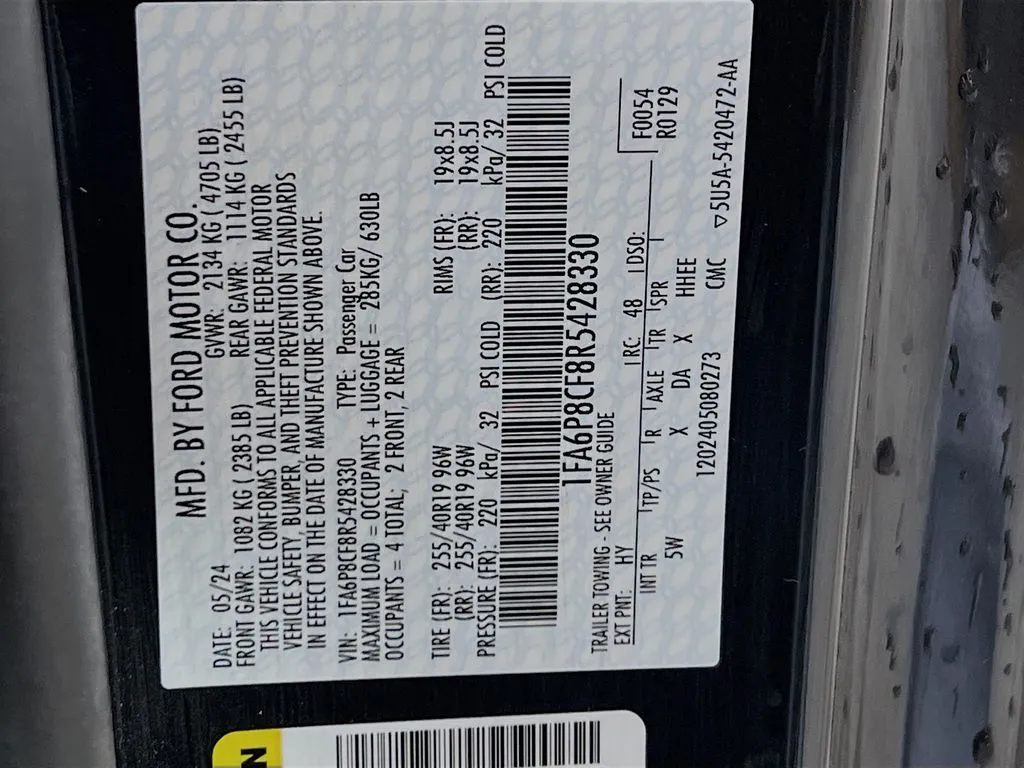 MFD. BY FORD MOTOR CO.
DATE: 05/24 GVWR: 2134 KG ( 4705 LB)
FRONT GAWR: 1082 KG ( 2385 LB) REAR GAWR: 1114 KG ( 2455 LB)
THIS VEHICLE CONFORMS TO ALL APPLICABLE FEDERAL MOTOR
VEHICLE SAFETY, BUMPER, AND THEFT PREVENTION STANDARDS
IN EFFECT ON THE DATE OF MANUFACTURE SHOWN ABOVE.
VIN: 1FA6P8CF8R5428330 TYPE: Passenger Car
MAXIMUM LOAD = OCCUPANTS + LUGGAGE = 285KG/ 630LB
OCCUPANTS = 4 TOTAL; 2 FRONT, 2 REAR
TIRE (FR): 255/40R19 96W RIMS (FR): 19x8.5J
(RR): 255/40R19 96W (RR): 19x8.5J
PRESSURE (FR): 220 kPa/ 32 PSI COLD (RR): 220 kPa/ 32 PSI COLD
1FA6P8CF8R5428330
TRAILER TOWING - SEE OWNER GUIDE F0054
EXT PNT: HY RC: 48 DSO: R0129
INT TR TP/PS R AXLE TR SPR
5W X DA X HHEE
1202405080273 CMC ▽ 5U5A-5420472-AA
N